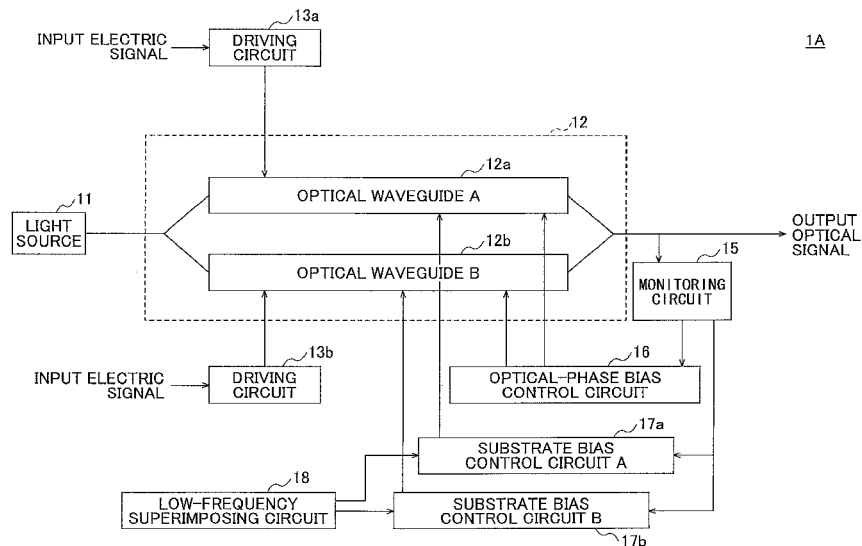 13a
INPUT ELECTRIC
SIGNAL
DRIVING
CIRCUIT
1A
12
12a
OPTICAL WAVEGUIDE A
11
LIGHT
SOURCE
12b
OPTICAL WAVEGUIDE B
OUTPUT
OPTICAL
SIGNAL
15
MONITORING
CIRCUIT
13b
INPUT ELECTRIC
SIGNAL
DRIVING
CIRCUIT
16
OPTICAL-PHASE BIAS
CONTROL CIRCUIT
17a
SUBSTRATE BIAS
CONTROL CIRCUIT A
18
LOW-FREQUENCY
SUPERIMPOSING CIRCUIT
SUBSTRATE BIAS
CONTROL CIRCUIT B
17b